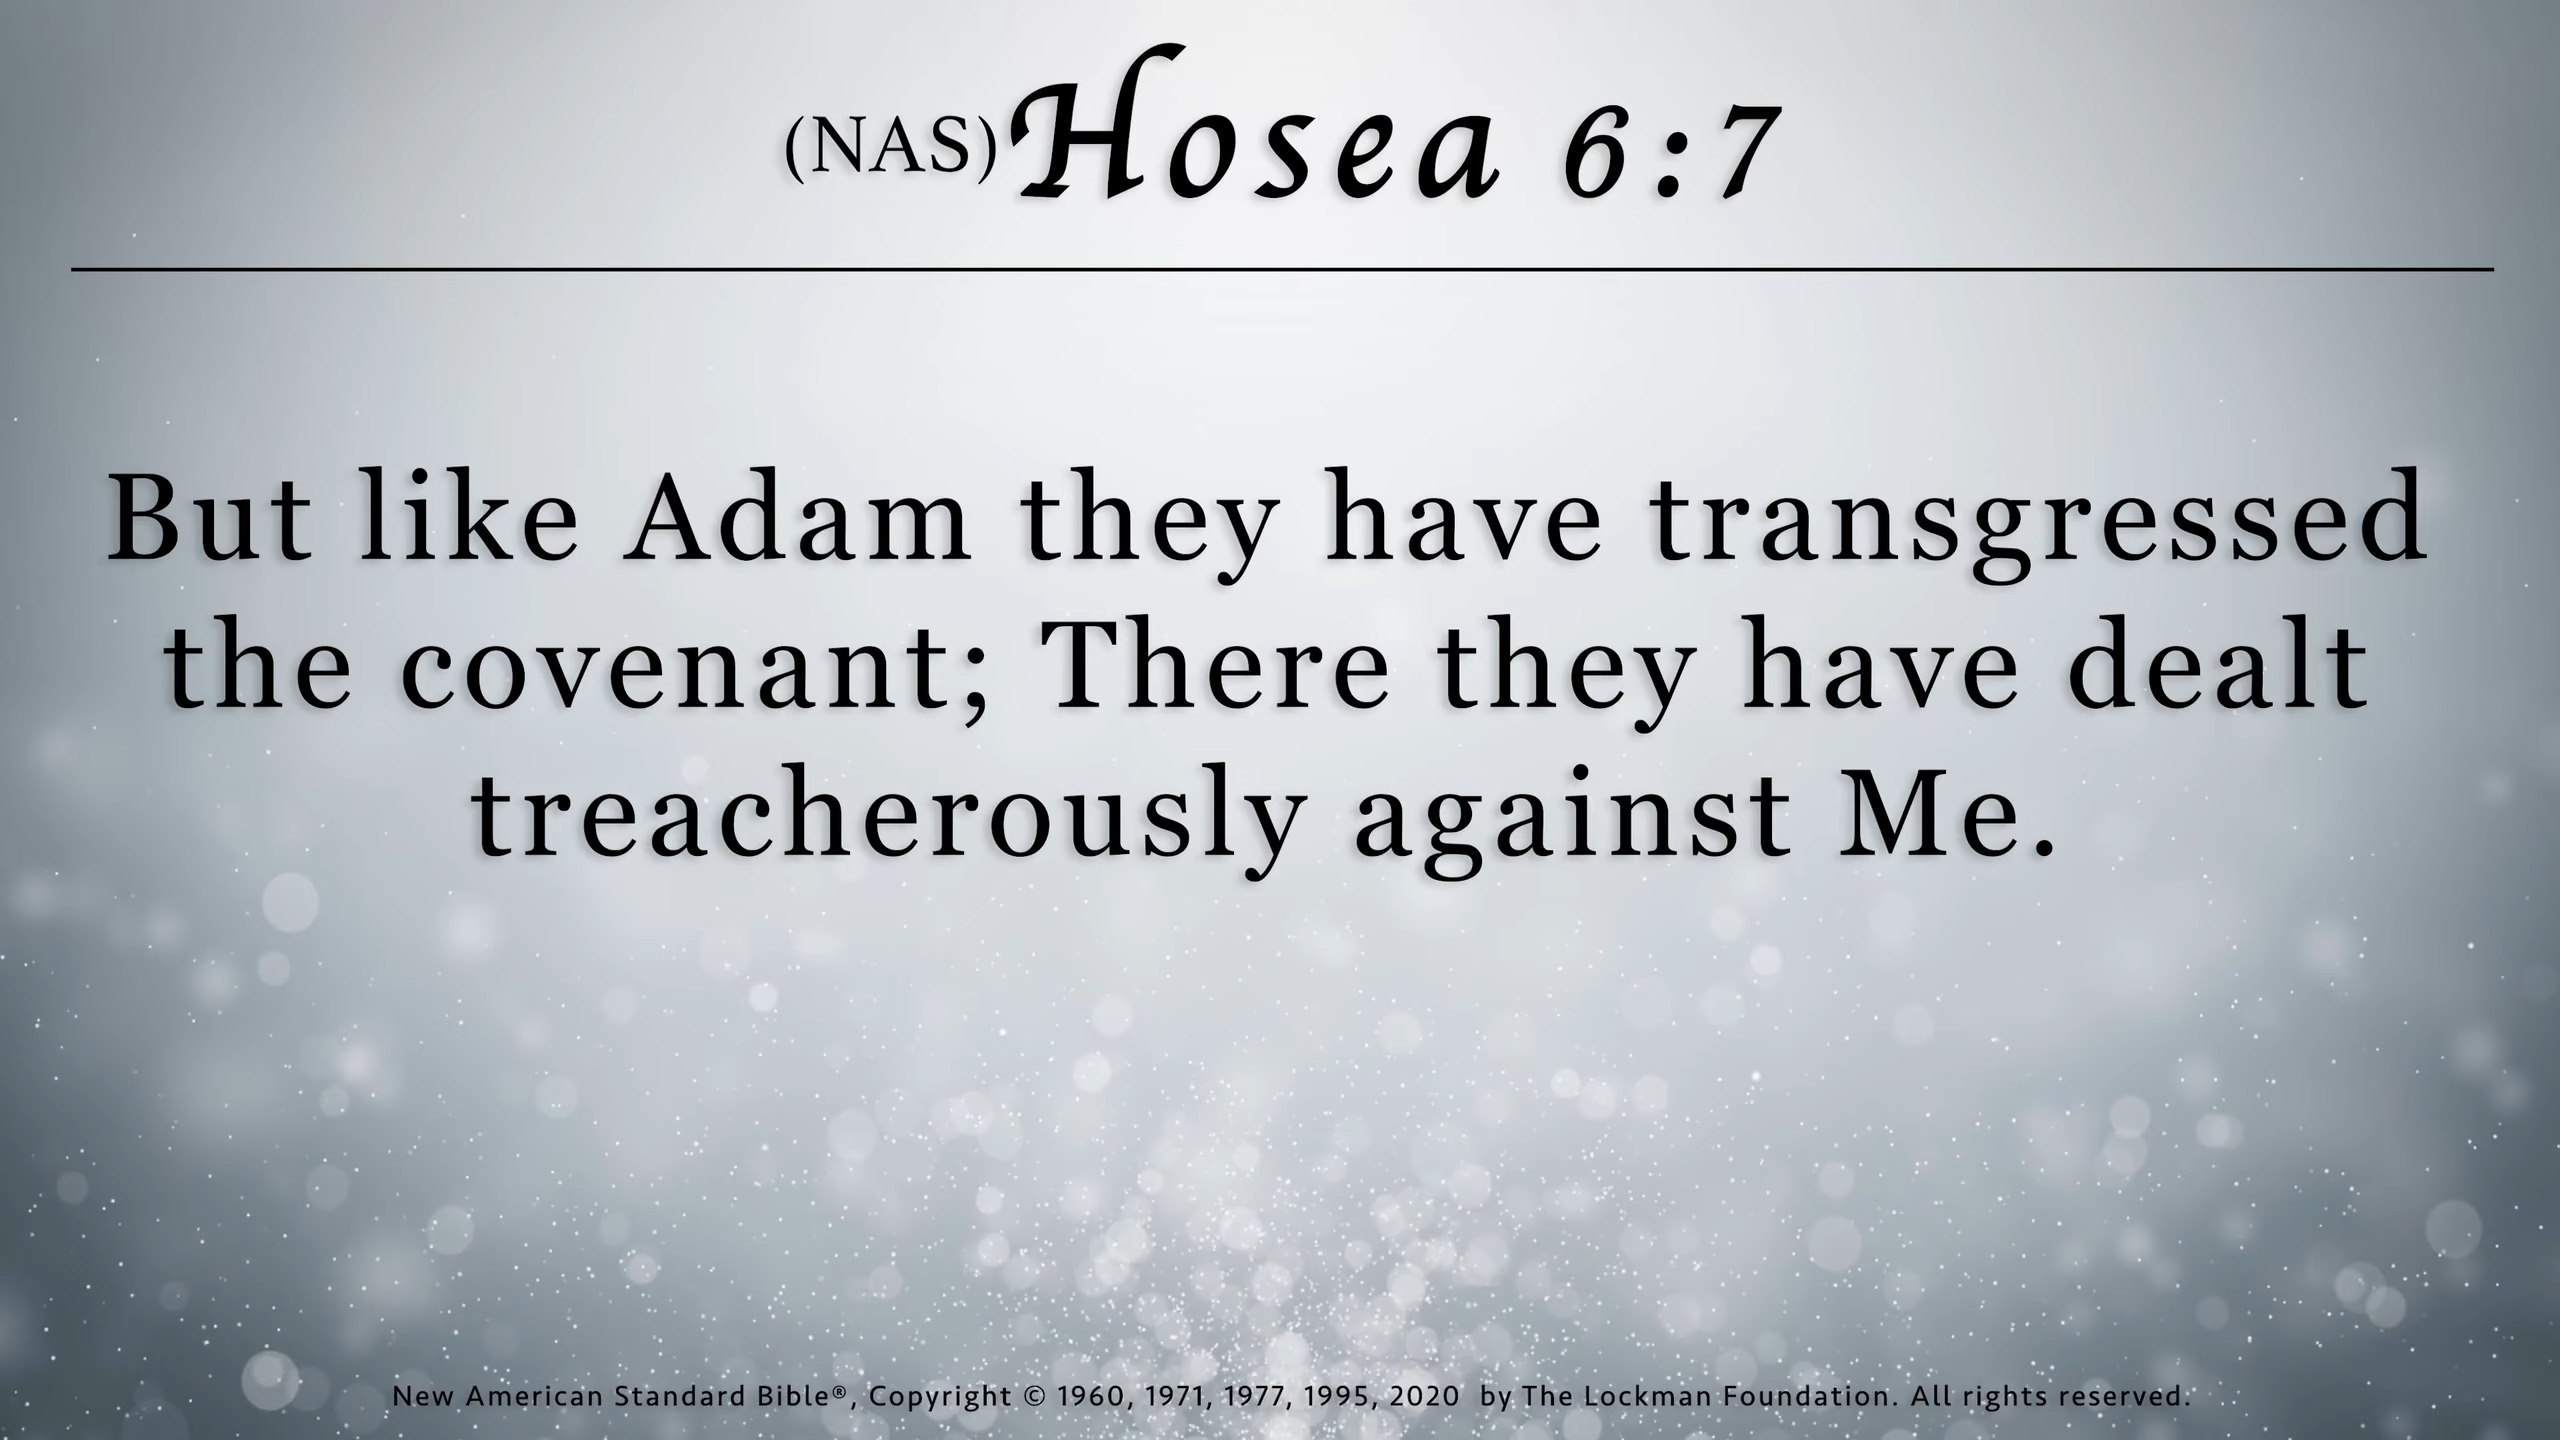 (NAS) Hosea 6:7
But like Adam they have transgressed
the covenant; There they have dealt
treacherously against Me.
New American Standard Bible®, Copyright © 1960, 1971, 1977, 1995, 2020 by The Lockman Foundation. All rights reserved.